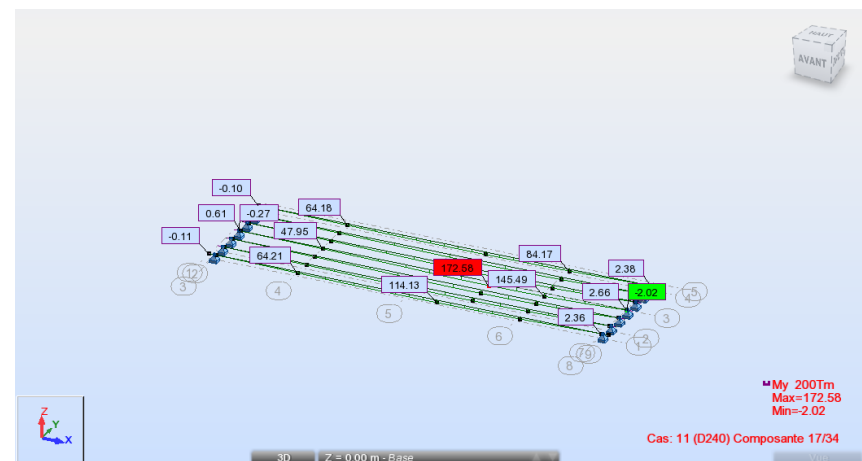 HAUT
AVANT
-0.10
64.18
0.61
-0.27
-0.11
47.95
84.17
64.21
172.58
145.49
2.38
114.13
2.66
-2.02
2.36
3
4
5
6
8
1
2
3
4
5
My 200Tm
Max=172.58
Min=-2.02
Cas: 11 (D240) Composante 17/34
Z
Y
X
3D
Z = 0.00 m - Base
Vue